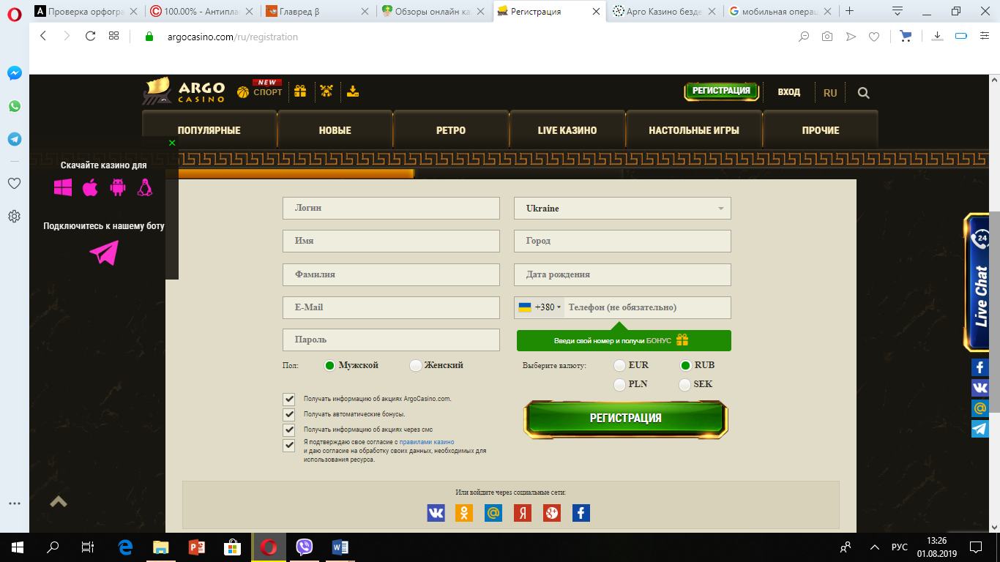 Проверка орфогра
100.00% - Антипла
Главред β
Обзоры онлайн ка
Регистрация
Арго Казино безде
мобильная операц
argocasino.com/ru/registration
ARGO CASINO
NEW
СПОРТ
РЕГИСТРАЦИЯ
ВХОД
RU
ПОПУЛЯРНЫЕ
НОВЫЕ
РЕТРО
LIVE КАЗИНО
НАСТОЛЬНЫЕ ИГРЫ
ПРОЧИЕ
Скачайте казино для
Подключитесь к нашему боту
Логин
Ukraine
Имя
Город
Фамилия
Дата рождения
E-Mail
+380 Телефон (не обязательно)
Пароль
Введи свой номер и получи БОНУС
Пол: Мужской Женский
Выберите валюту: EUR RUB
PLN SEK
Получать информацию об акциях ArgoCasino.com.
Получать автоматические бонусы.
Получать информацию об акциях через смс
Я подтверждаю свое согласие с правилами казино
и даю согласие на обработку своих данных, необходимых для
использования ресурса.
РЕГИСТРАЦИЯ
Или войдите через социальные сети:
24
Live Chat
РУС
13:26
01.08.2019